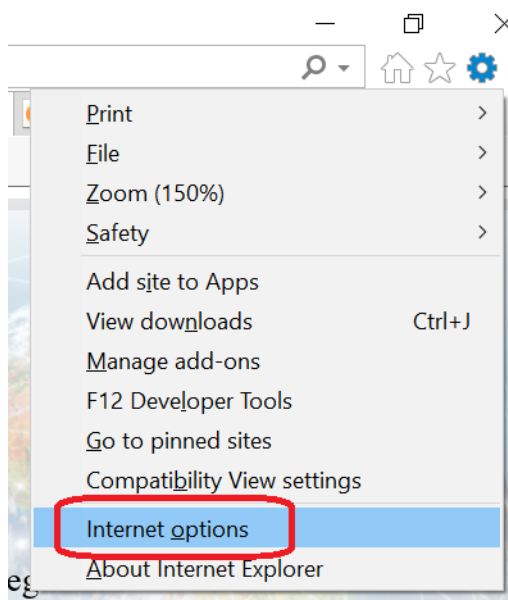 Print
File
Zoom (150%)
Safety
Add site to Apps
View downloads Ctrl+J
Manage add-ons
F12 Developer Tools
Go to pinned sites
Compatibility View settings
Internet options
About Internet Explorer
eg